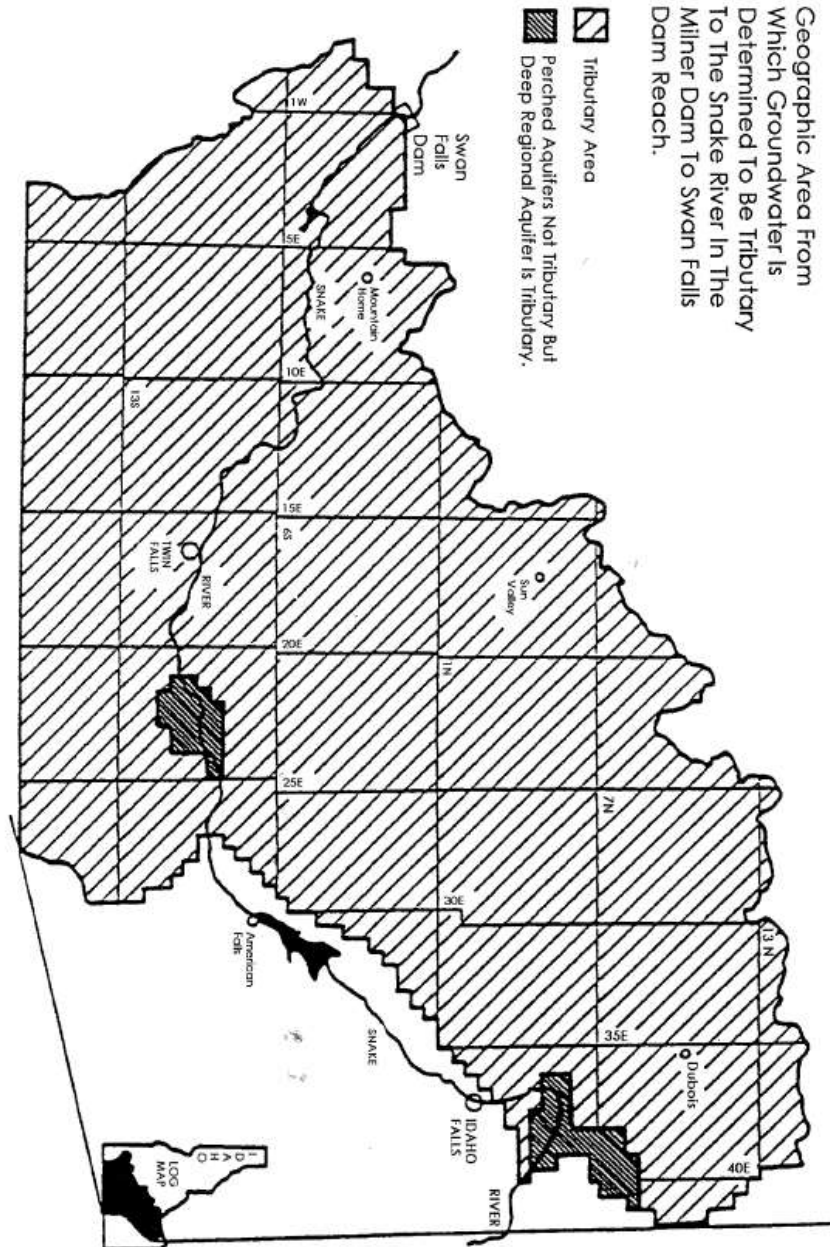 Geographic Area From
Which Groundwater Is
Determined To Be Tributary
To The Snake River In The
Milner Dam To Swan Falls
Dam Reach.
Tributary Area
Perched Aquifers Not Tributary But
Deep Regional Aquifer Is Tributary.
Swan
Falls
Dam
1W
5E
Mountain
Home
SNAKE
10E
13S
15E
6S
TWIN
FALLS
RIVER
Sun
Valley
20E
1N
25E
7N
30E
13 N
American
Falls
SNAKE
35E
Dubois
IDAHO
FALLS
40E
RIVER
IDAHO
LOG
MAP